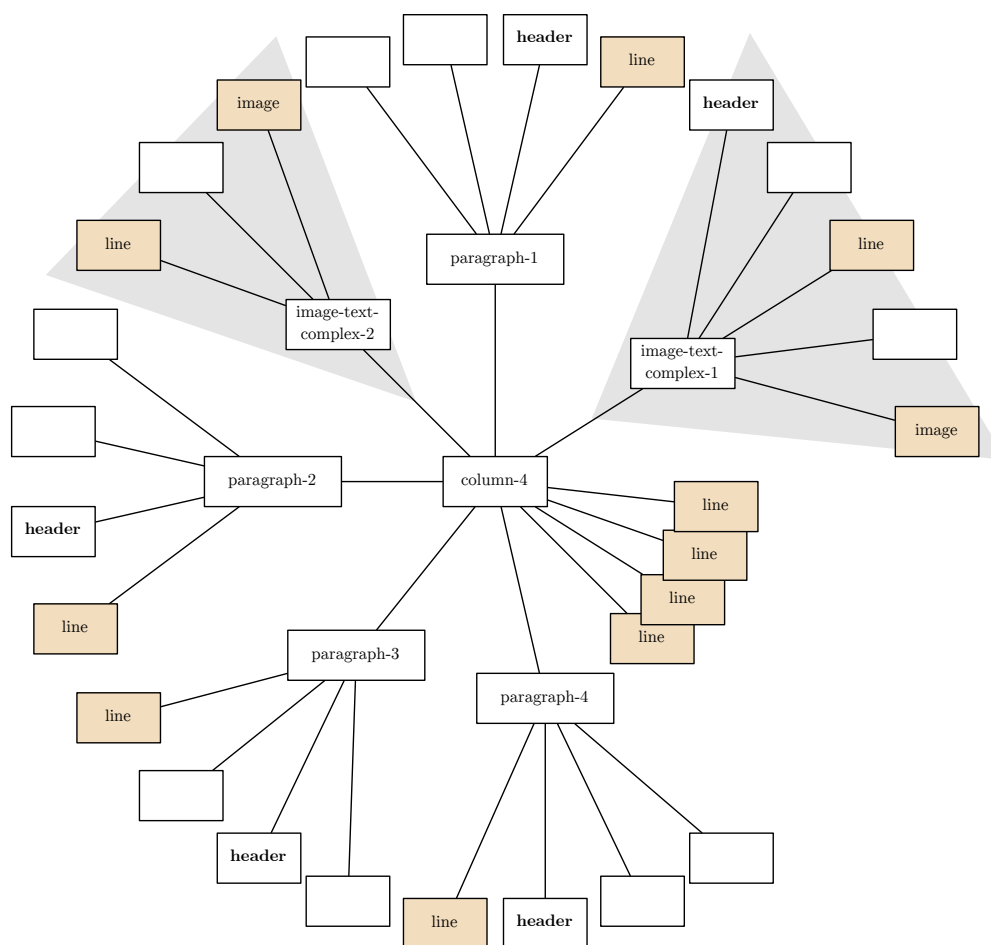 header
line
image
header
line
line
paragraph-1
image-text-
complex-2
image-text-
complex-1
image
paragraph-2
column-4
line
header
line
line
line
line
paragraph-3
paragraph-4
line
header
line
header